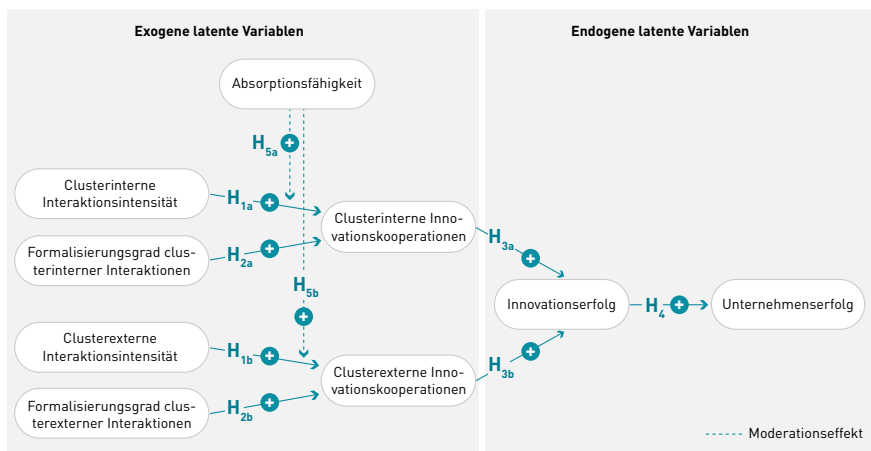 Exogene latente Variablen
Endogene latente Variablen
Absorptionsfähigkeit
H5a
+
Clusterinterne
Interaktionsintensität
H1a
+
Clusterinterne Inno-
vationskooperationen
Formalisierungsgrad clus-
terinterner Interaktionen
H2a
+
H3a
+
H5b
+
Innovationserfolg
H4
+
Unternehmenserfolg
Clusterexterne
Interaktionsintensität
H1b
+
Clusterexterne Inno-
vationskooperationen
H3b
+
Formalisierungsgrad clus-
terexterner Interaktionen
H2b
+
Moderationseffekt